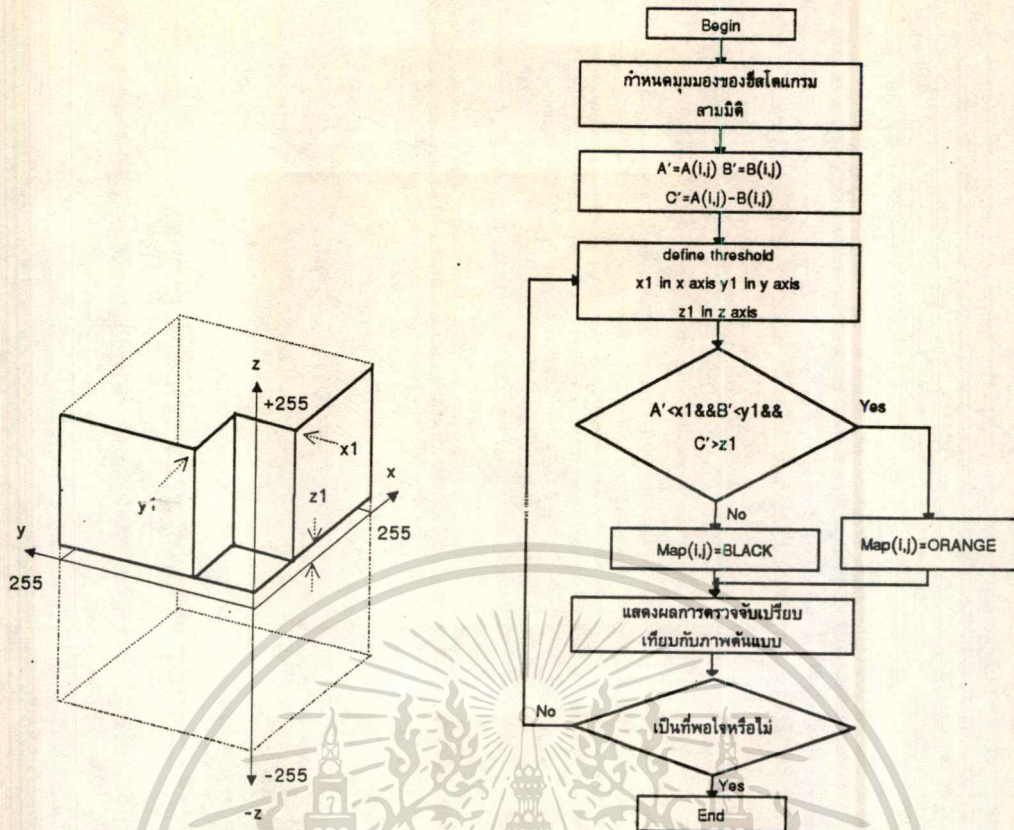 z
+255
x1
x
y1
z1
y
255
255
-255
-z
Begin
กำหนดมุมมองของฮีสโตแกรม
สามมิติ
A'=A(i,j) B'=B(i,j)
C'=A(i,j)-B(i,j)
define threshold
x1 in x axis y1 in y axis
z1 in z axis
A'<x1&&B'<y1&&
C'>z1
Yes
No
Map(i,j)=BLACK
Map(i,j)=ORANGE
แสดงผลการตรวจจับเปรียบ
เทียบกับภาพต้นแบบ
No
เป็นที่พอใจหรือไม่
Yes
End